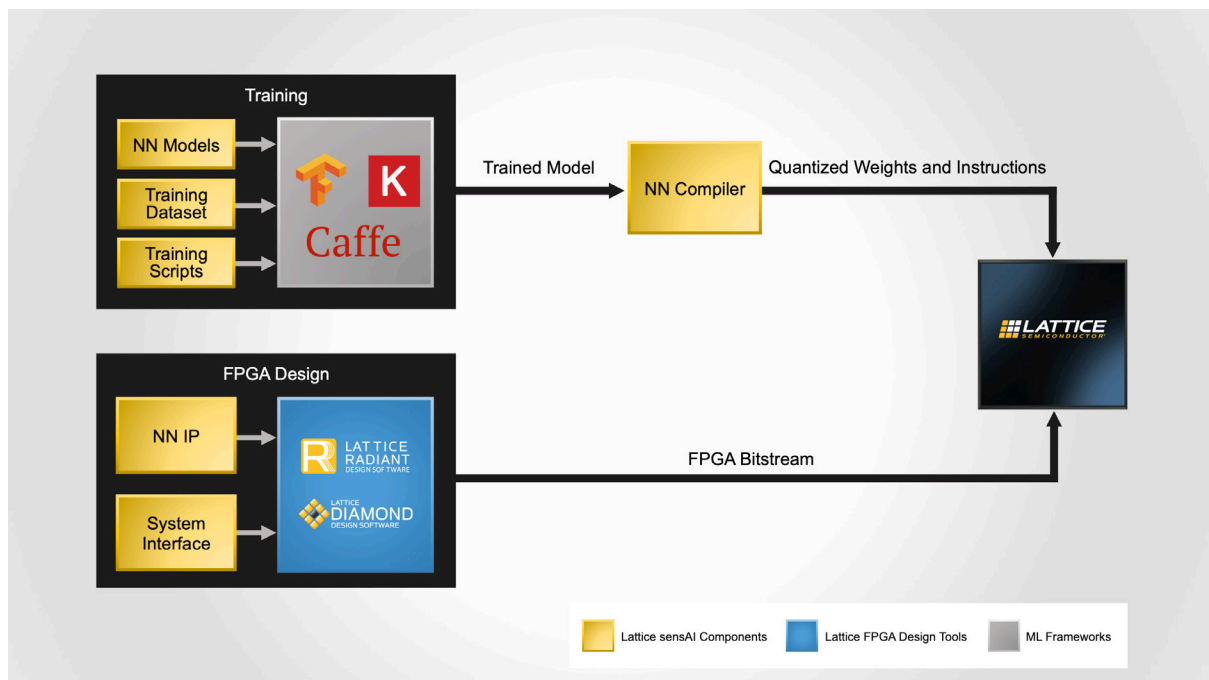 Training
NN Models
Training
Dataset
Training
Scripts
K
Caffe
Trained Model
NN Compiler
Quantized Weights and Instructions
LATTICE
SEMICONDUCTOR
FPGA Design
NN IP
System
Interface
R
LATTICE
RADIANT
DESIGN SOFTWARE
LATTICE
DIAMOND
DESIGN SOFTWARE
FPGA Bitstream
Lattice sensAI Components
Lattice FPGA Design Tools
ML Frameworks